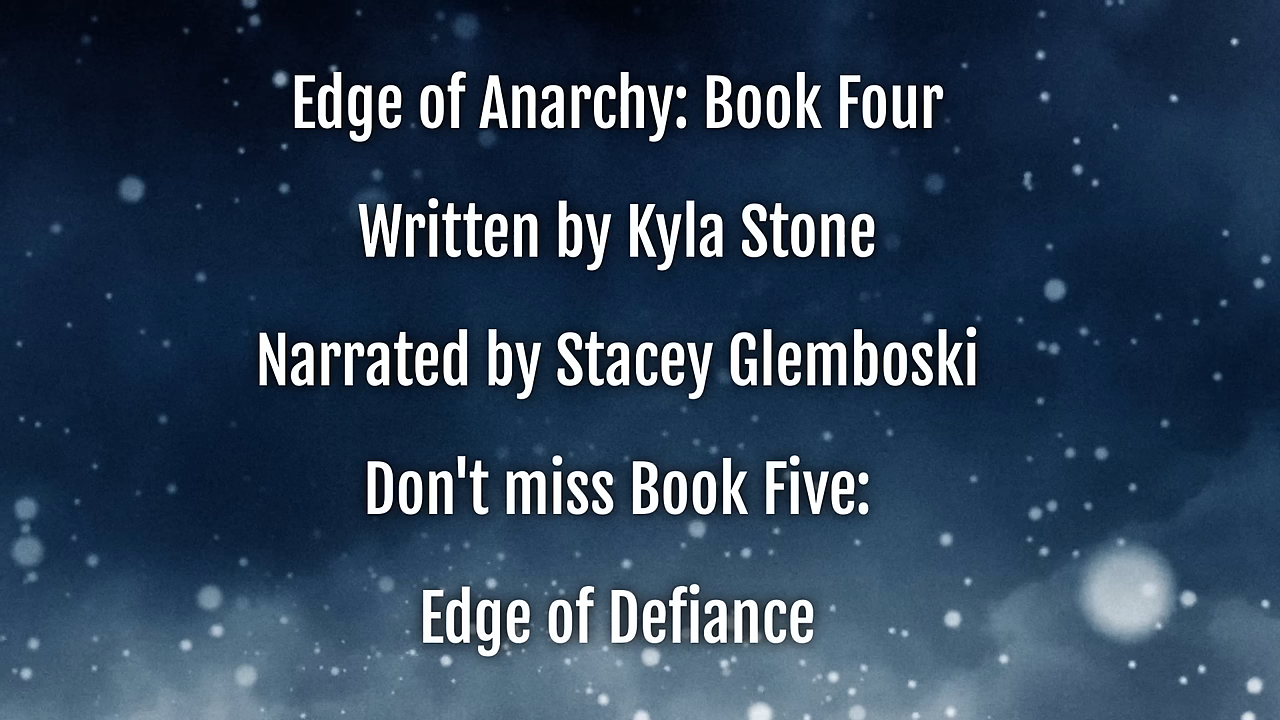 Edge of Anarchy: Book Four
Written by Kyla Stone
Narrated by Stacey Glemboski
Don't miss Book Five:
Edge of Defiance